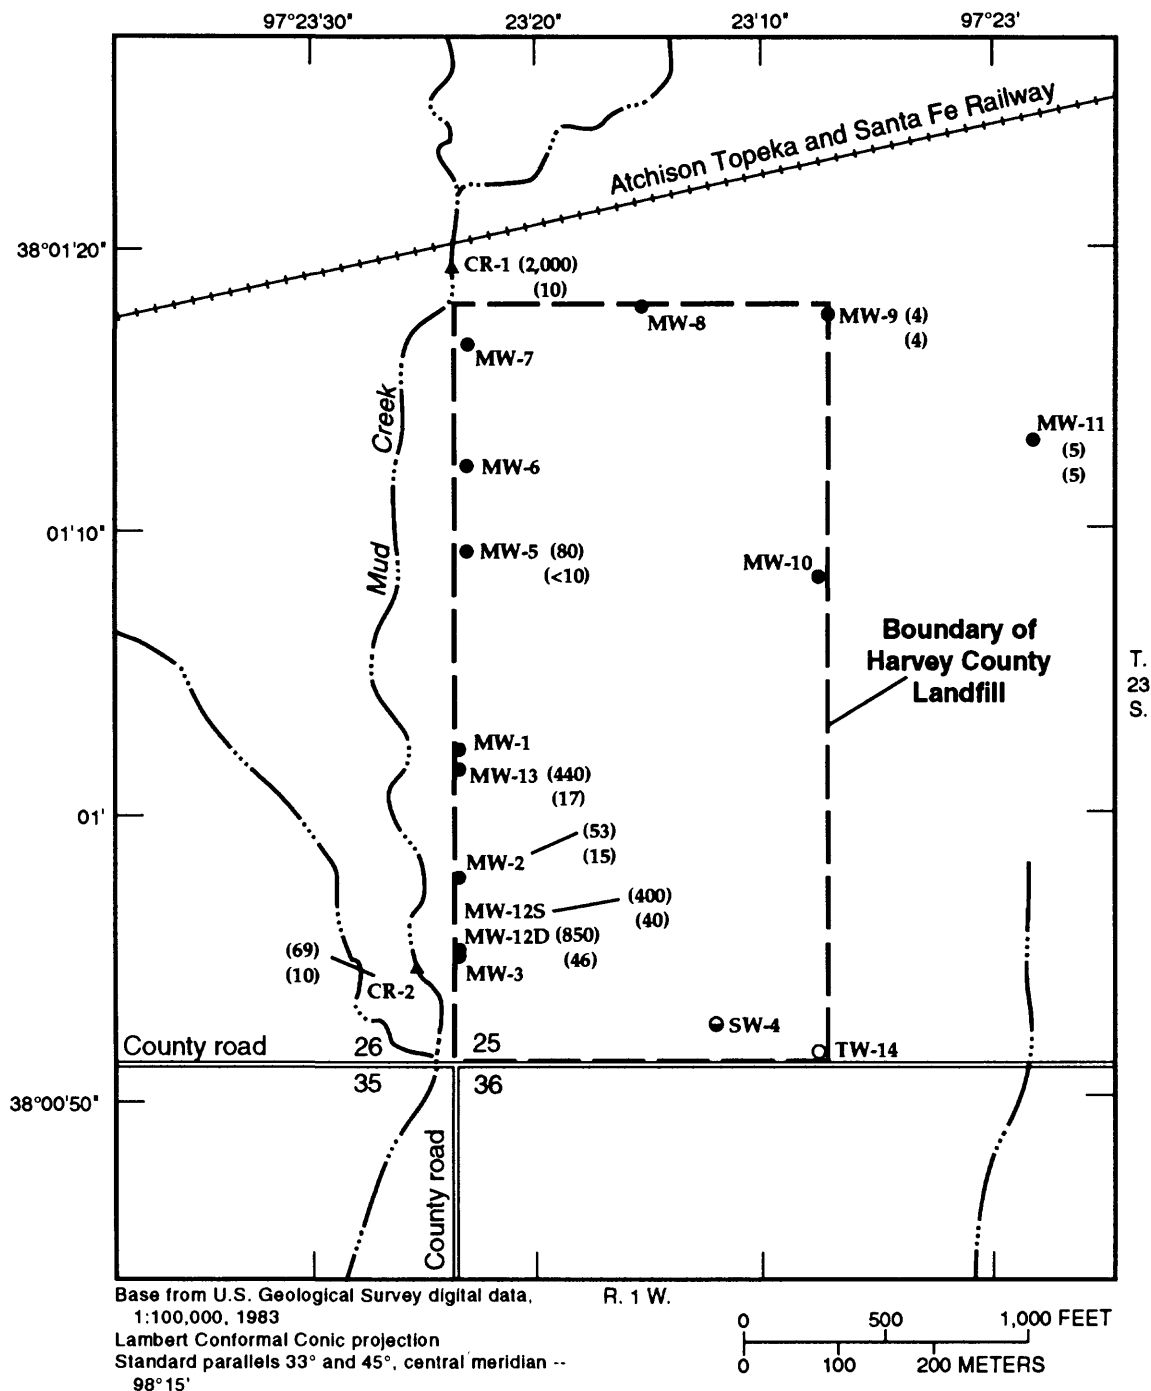 97°23'30" 23'20" 23'10" 97°23'
Atchison Topeka and Santa Fe Railway
38°01'20"
CR-1 (2,000)
(10)
MW-8
MW-9 (4)
(4)
MW-7
Creek
MW-11
(5)
(5)
MW-6
01'10"
MW-5 (80)
(<10)
MW-10
Mud
Boundary of
Harvey County
Landfill
T.
23
S.
MW-1
MW-13 (440)
(17)
01'
(53)
(15)
MW-2
MW-12S (400)
(40)
MW-12D (850)
(46)
MW-3
(69)
(10)
CR-2
SW-4
TW-14
County road 26 25
35 36
38°00'50"
County road
Base from U.S. Geological Survey digital data,
1:100,000, 1983
Lambert Conformal Conic projection
Standard parallels 33° and 45°, central meridian --
98°15'
R. 1 W.
0 500 1,000 FEET
0 100 200 METERS